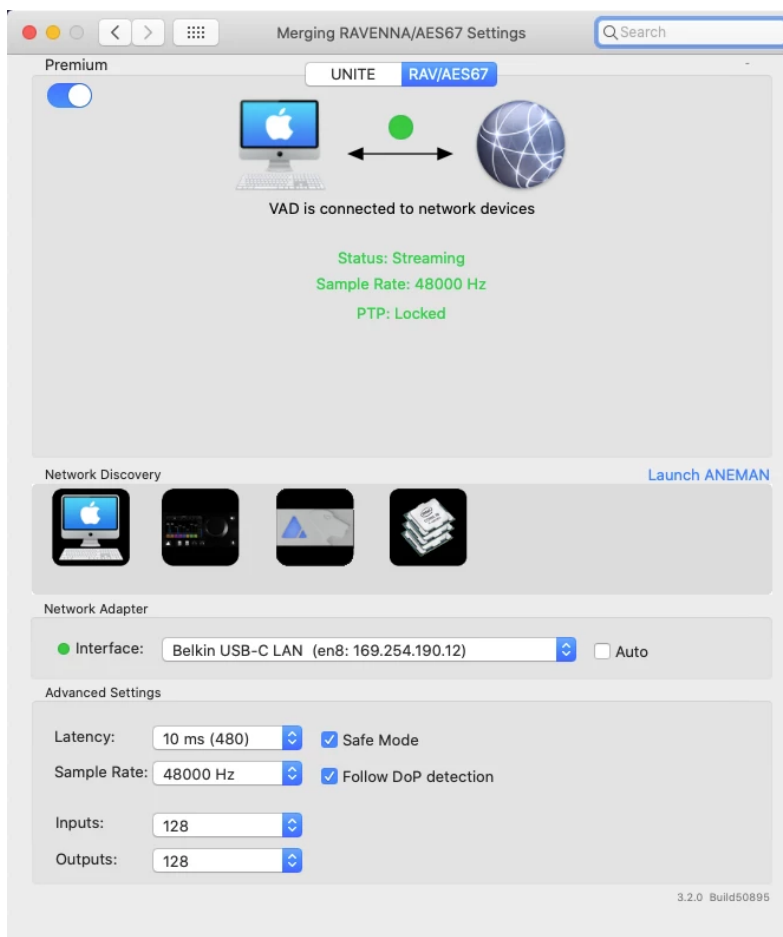 Merging RAVENNA/AES67 Settings
Search
Premium
-
UNITE RAV/AES67
VAD is connected to network devices
Status: Streaming
Sample Rate: 48000 Hz
PTP: Locked
Network Discovery
Launch ANEMAN
Network Adapter
Interface: Belkin USB-C LAN (en8: 169.254.190.12) Auto
Advanced Settings
Latency: 10 ms (480) Safe Mode
Sample Rate: 48000 Hz Follow DoP detection
Inputs: 128
Outputs: 128
3.2.0 Build50895